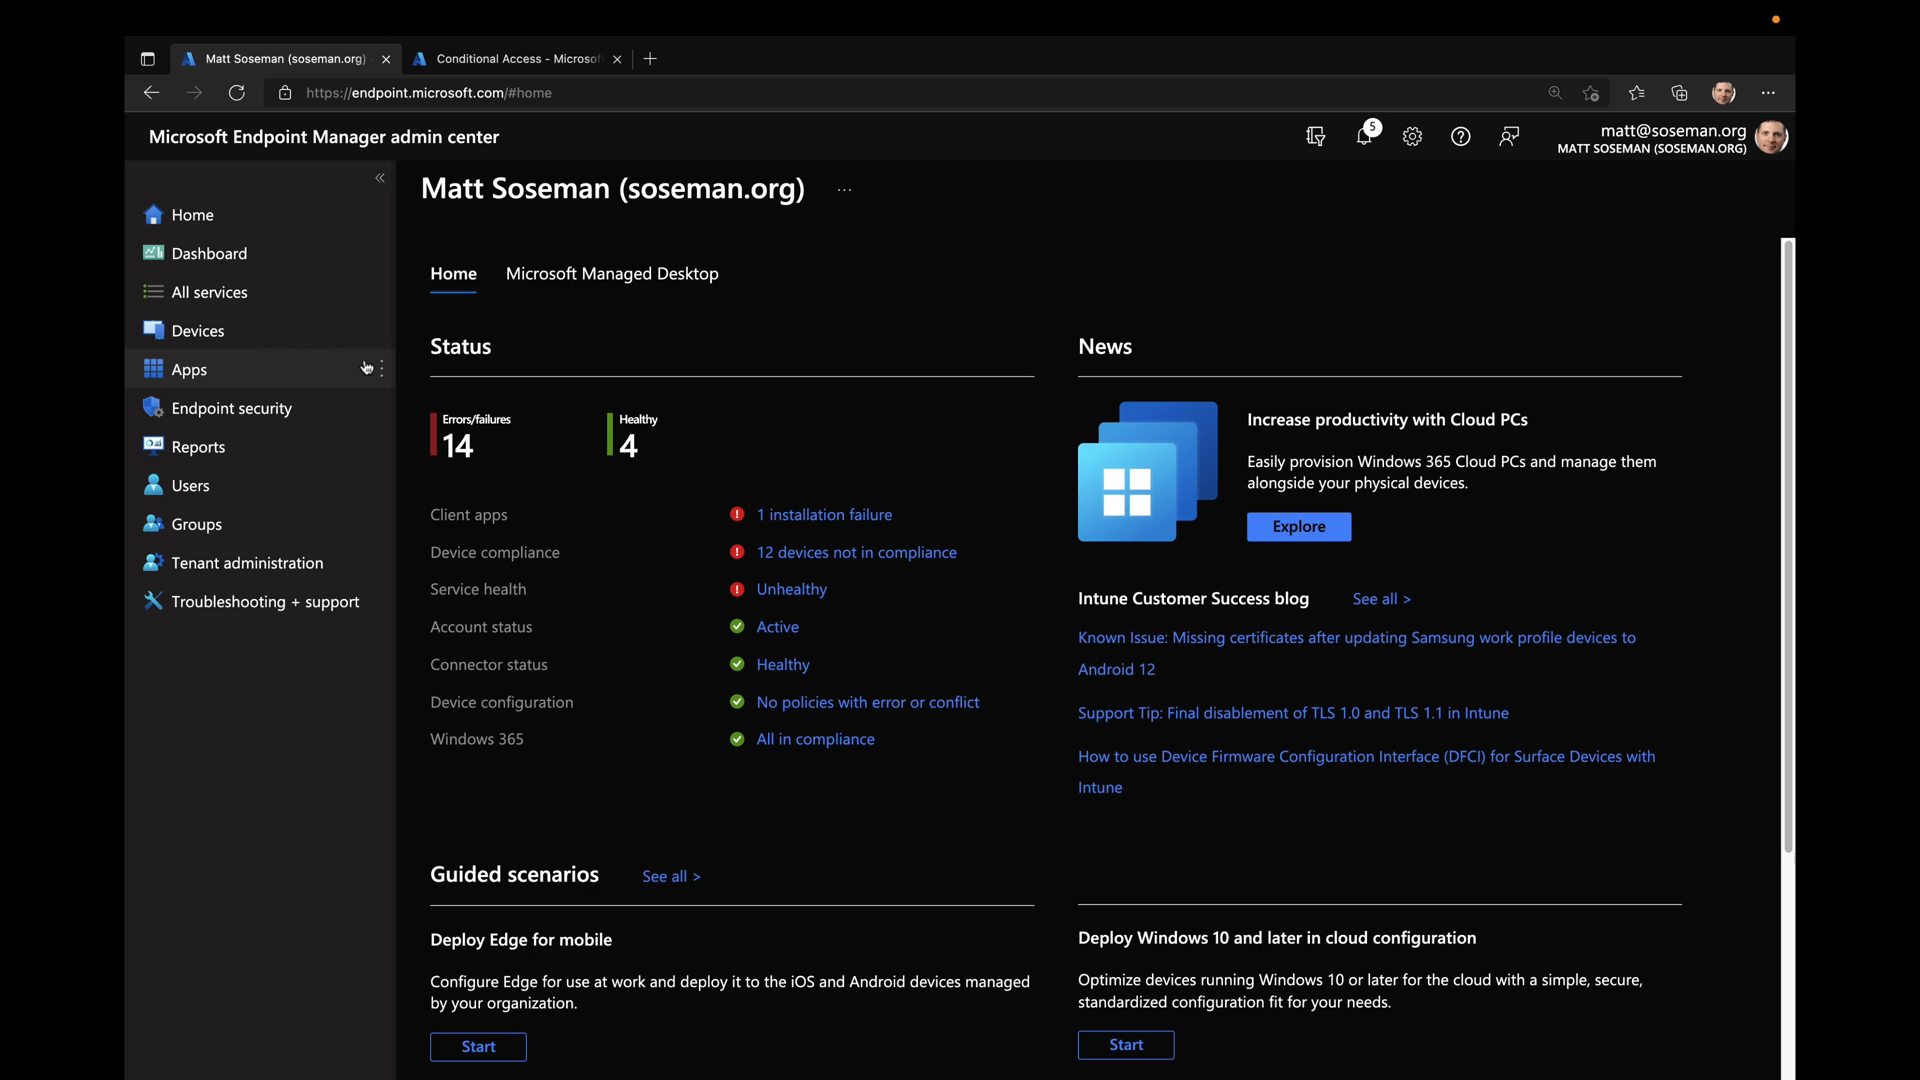 Matt Soseman (soseman.org)
Conditional Access - Microsof
https://endpoint.microsoft.com/#home
Microsoft Endpoint Manager admin center
5
matt@soseman.org
MATT SOSEMAN (SOSEMAN.ORG)
Home
Dashboard
All services
Devices
Apps
Endpoint security
Reports
Users
Groups
Tenant administration
Troubleshooting + support
Matt Soseman (soseman.org)
Home
Microsoft Managed Desktop
Status
Errors/failures
14
Healthy
4
Client apps
1 installation failure
Device compliance
12 devices not in compliance
Service health
Unhealthy
Account status
Active
Connector status
Healthy
Device configuration
No policies with error or conflict
Windows 365
All in compliance
News
Increase productivity with Cloud PCs
Easily provision Windows 365 Cloud PCs and manage them
alongside your physical devices.
Explore
Intune Customer Success blog
See all >
Known Issue: Missing certificates after updating Samsung work profile devices to
Android 12
Support Tip: Final disablement of TLS 1.0 and TLS 1.1 in Intune
How to use Device Firmware Configuration Interface (DFCI) for Surface Devices with
Intune
Guided scenarios
See all >
Deploy Edge for mobile
Configure Edge for use at work and deploy it to the iOS and Android devices managed
by your organization.
Start
Deploy Windows 10 and later in cloud configuration
Optimize devices running Windows 10 or later for the cloud with a simple, secure,
standardized configuration fit for your needs.
Start